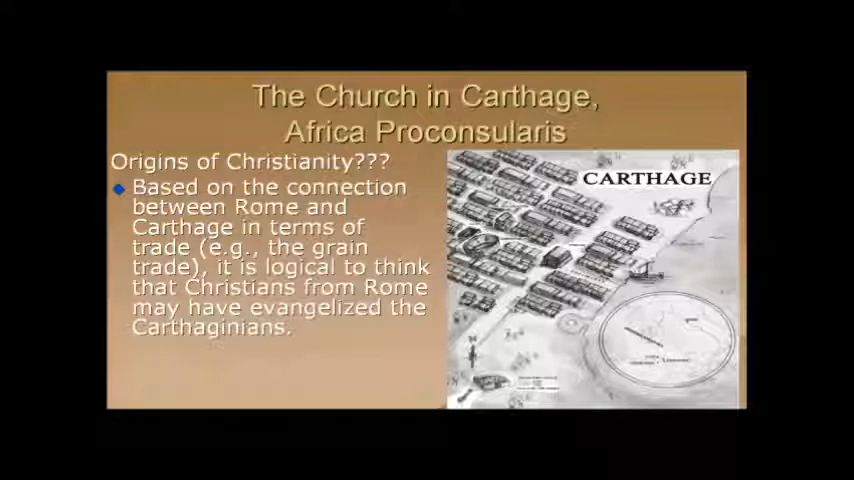 The Church in Carthage,
Africa Proconsularis
Origins of Christianity???
Based on the connection
between Rome and
Carthage in terms of
trade (e.g., the grain
trade), it is logical to think
that Christians from Rome
may have evangelized the
Carthaginians.
CARTHAGE